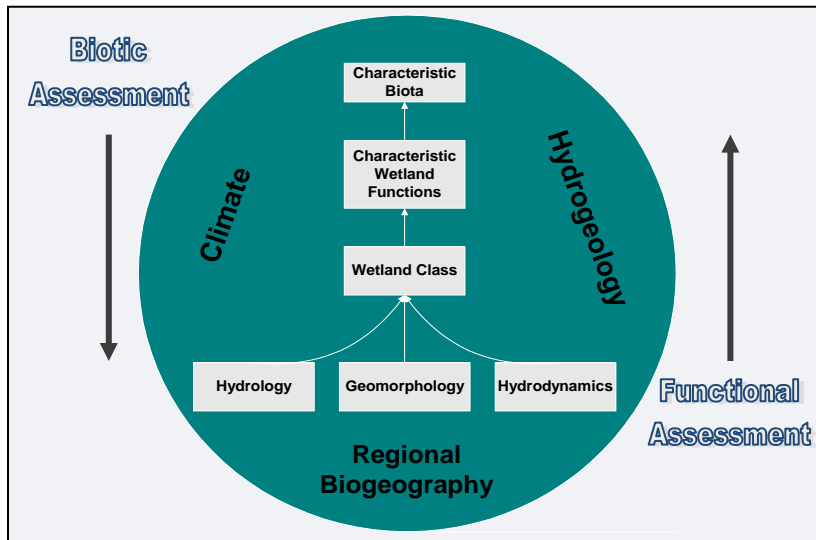 Biotic
Assessment
Characteristic
Biota
Characteristic
Wetland
Functions
Climate
Hydrogeology
Wetland Class
Hydrology
Geomorphology
Hydrodynamics
Functional
Assessment
Regional
Biogeography